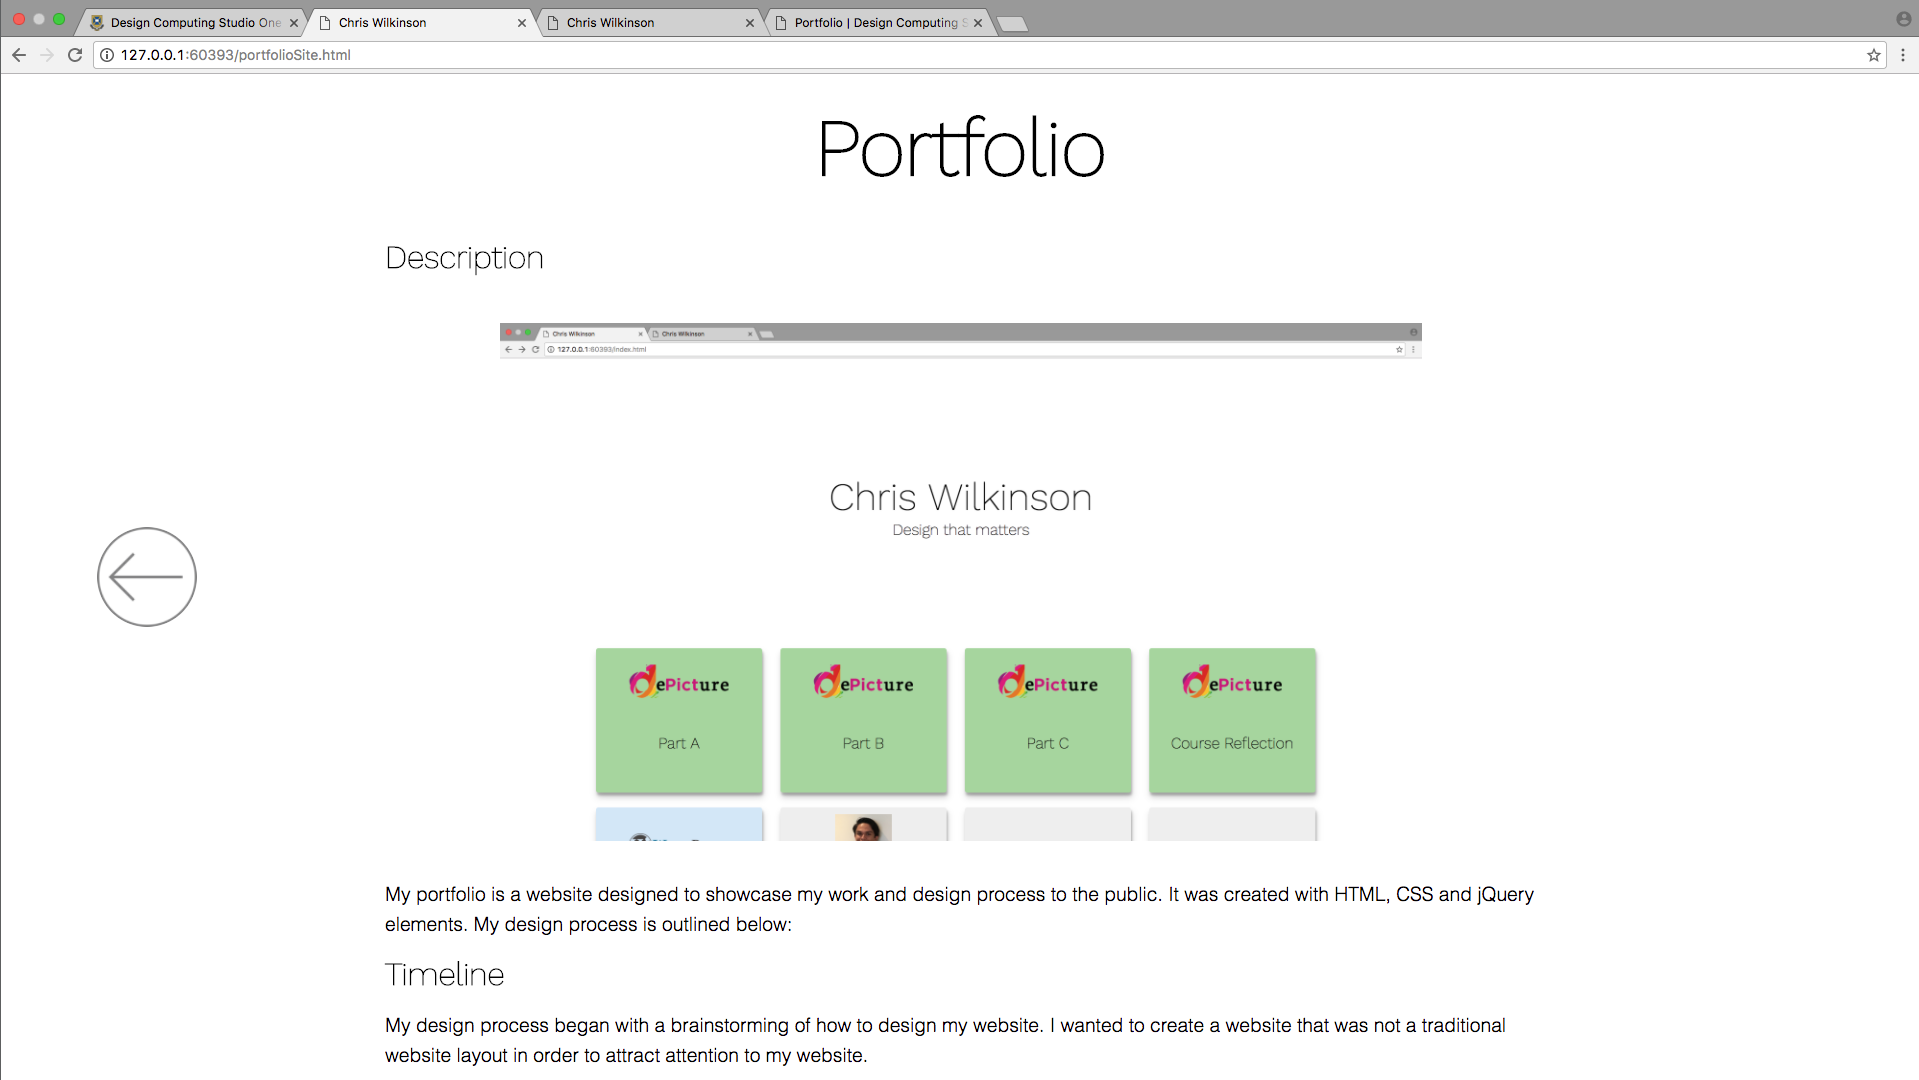 Design Computing Studio One
Chris Wilkinson
Chris Wilkinson
Portfolio | Design Computing S
127.0.0.1:60393/portfolioSite.html
Portfolio
Description
Chris Wilkinson
Chris Wilkinson
127.0.0.1:60393/index.html
Chris Wilkinson
Design that matters
dePicture
dePicture
dePicture
dePicture
Part A
Part B
Part C
Course Reflection
My portfolio is a website designed to showcase my work and design process to the public. It was created with HTML, CSS and jQuery
elements. My design process is outlined below:
Timeline
My design process began with a brainstorming of how to design my website. I wanted to create a website that was not a traditional
website layout in order to attract attention to my website.